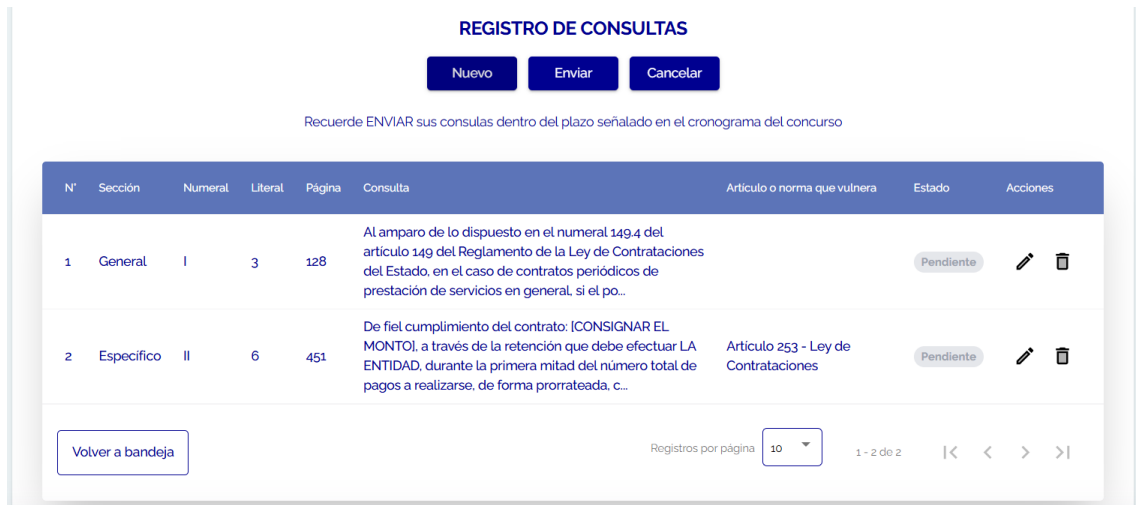 REGISTRO DE CONSULTAS
Nuevo Enviar Cancelar
Recuerde ENVIAR sus consulas dentro del plazo señalado en el cronograma del concurso
N° Sección Numeral Literal Página Consulta Artículo o norma que vulnera Estado Acciones
Al amparo de lo dispuesto en el numeral 149.4 del
artículo 149 del Reglamento de la Ley de Contrataciones
1 General I 3 128 Pendiente
del Estado, en el caso de contratos periódicos de
prestación de servicios en general, si el po...
De fiel cumplimiento del contrato: [CONSIGNAR EL
MONTO], a través de la retención que debe efectuar LA Artículo 253 - Ley de
2 Específico II 6 451 Pendiente
ENTIDAD, durante la primera mitad del número total de Contrataciones
pagos a realizarse, de forma prorrateada, c...
Volver a bandeja Registros por página 10 1 - 2 de 2